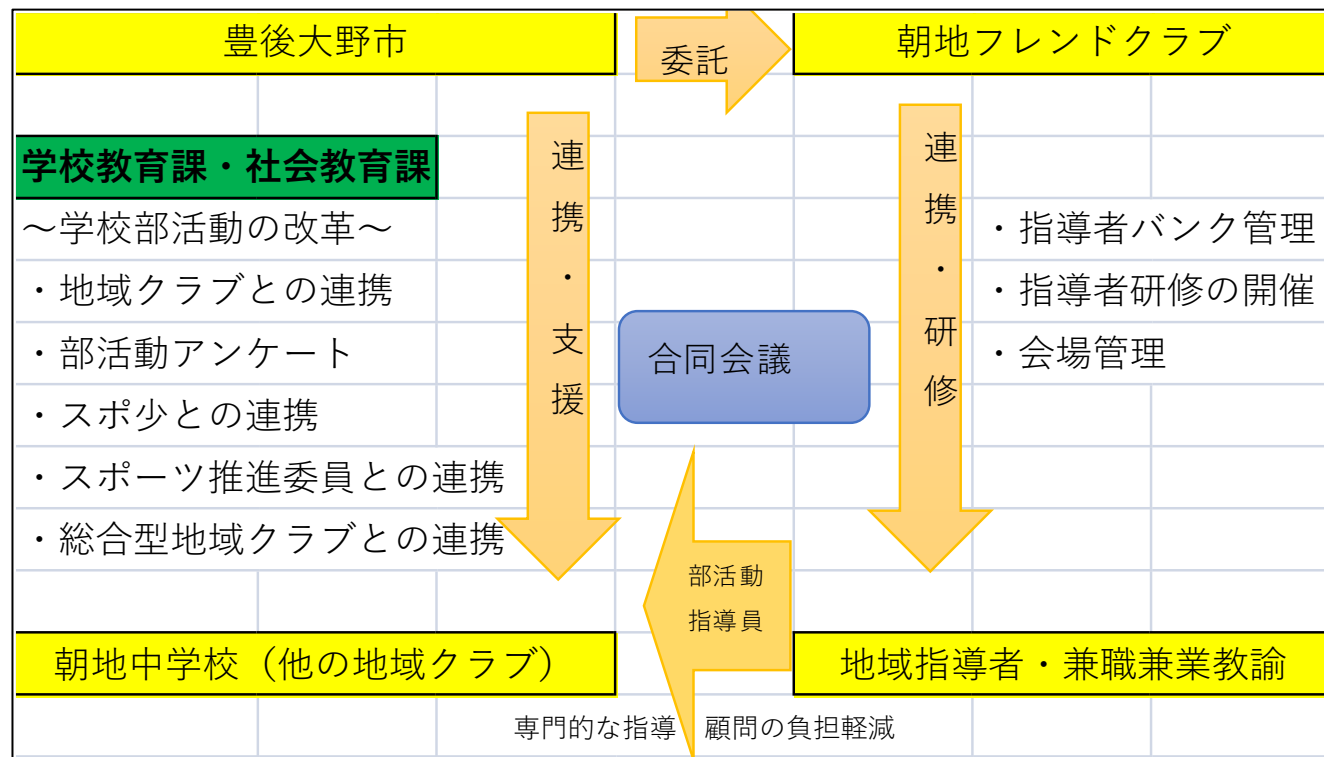 豊後大野市
委託
朝地フレンドクラブ
学校教育課・社会教育課
～学校部活動の改革～
・地域クラブとの連携
・部活動アンケート
・スポ少との連携
・スポーツ推進委員との連携
・総合型地域クラブとの連携
連携・支援
合同会議
連携・研修
・指導者バンク管理
・指導者研修の開催
・会場管理
部活動
指導員
朝地中学校（他の地域クラブ）
地域指導者・兼職兼業教諭
専門的な指導 顧問の負担軽減